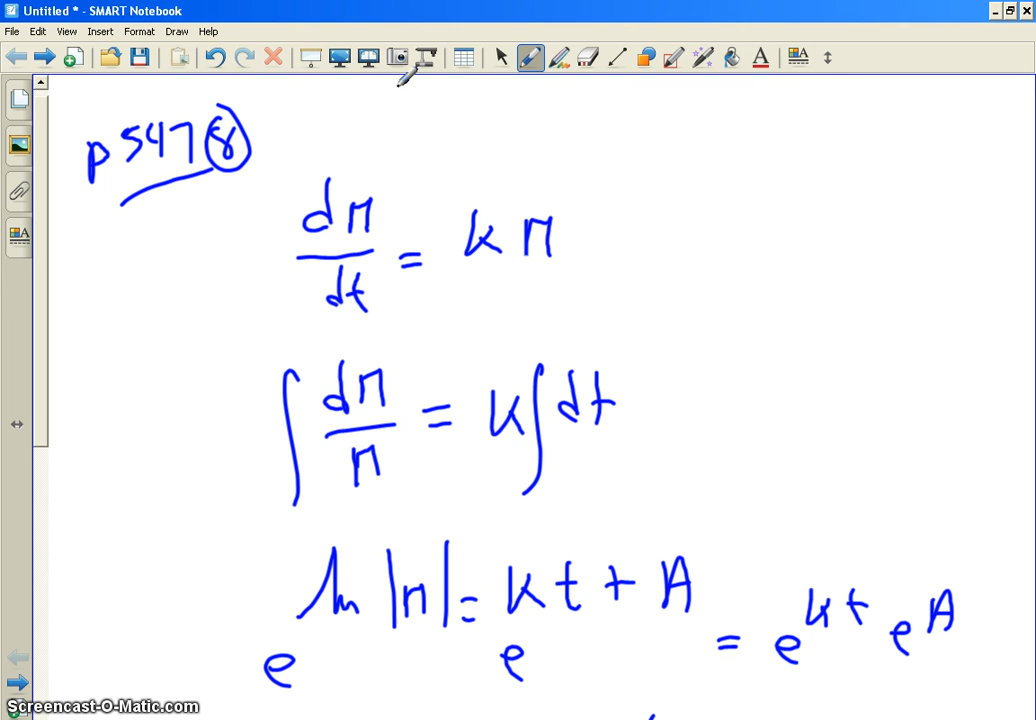 Untitled * - SMART Notebook
File Edit View Insert Format Draw Help
p 547 8
dn/dt = kn
∫ dn/n = k∫dt
ln |n| = kt + A
e e = e^kt e^A
Screencast-O-Matic.com